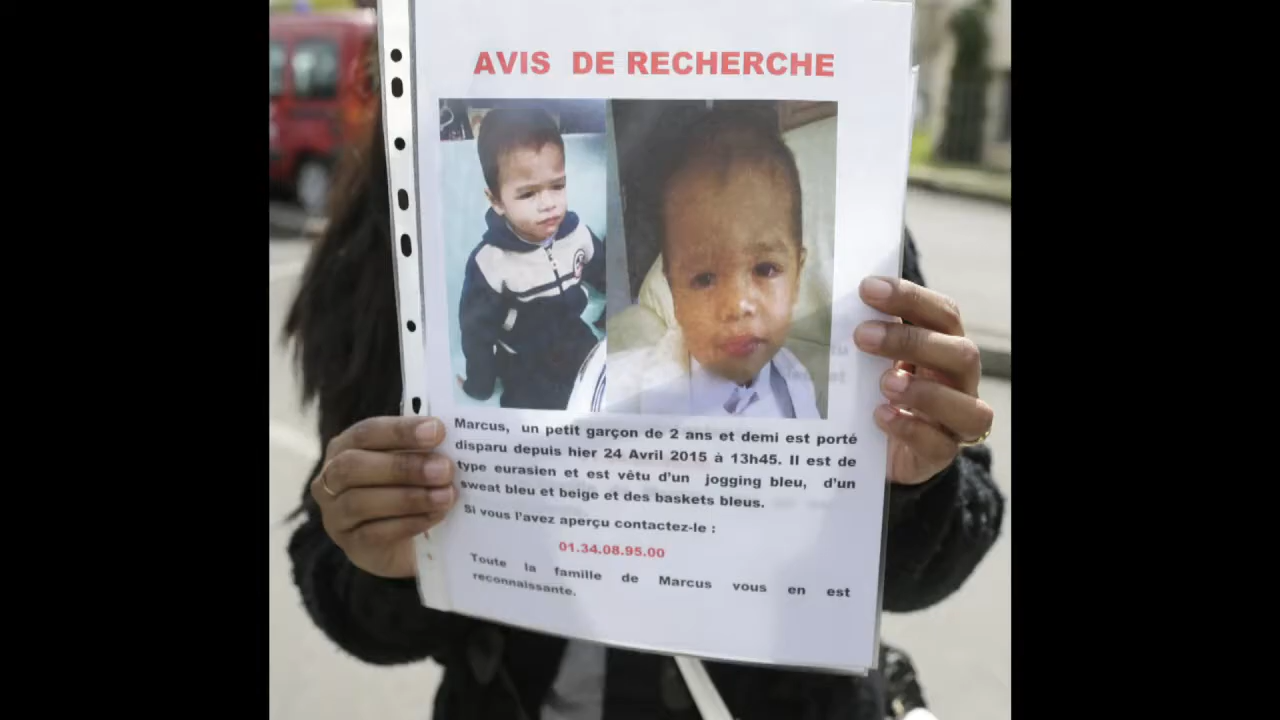 AVIS DE RECHERCHE
Marcus, un petit garçon de 2 ans et demi est porté
disparu depuis hier 24 Avril 2015 à 13h45. Il est de
type eurasien et est vêtu d'un jogging bleu, d'un
sweat bleu et beige et des baskets bleus.
Si vous l'avez aperçu contactez-le :
01.34.08.95.00
Toute la famille de Marcus vous en est
reconnaissante.